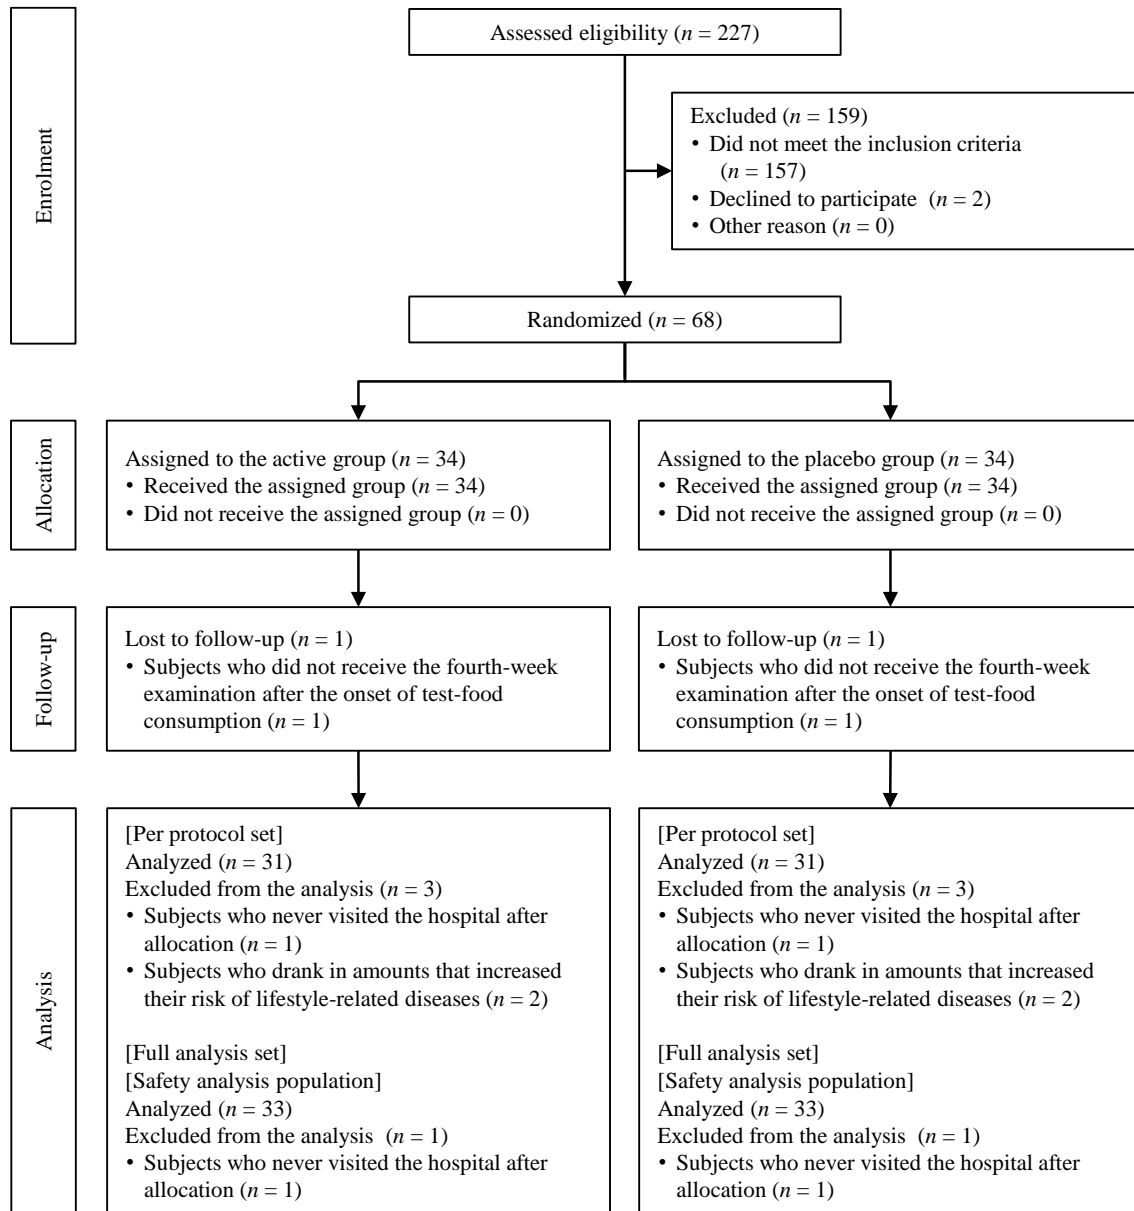 Enrolment
Assessed eligibility (n = 227)
Excluded (n = 159)
• Did not meet the inclusion criteria
(n = 157)
• Declined to participate (n = 2)
• Other reason (n = 0)
Randomized (n = 68)
Allocation
Assigned to the active group (n = 34)
• Received the assigned group (n = 34)
• Did not receive the assigned group (n = 0)
Assigned to the placebo group (n = 34)
• Received the assigned group (n = 34)
• Did not receive the assigned group (n = 0)
Follow-up
Lost to follow-up (n = 1)
• Subjects who did not receive the fourth-week
examination after the onset of test-food
consumption (n = 1)
Lost to follow-up (n = 1)
• Subjects who did not receive the fourth-week
examination after the onset of test-food
consumption (n = 1)
Analysis
[Per protocol set]
Analyzed (n = 31)
Excluded from the analysis (n = 3)
• Subjects who never visited the hospital after
allocation (n = 1)
• Subjects who drank in amounts that increased
their risk of lifestyle-related diseases (n = 2)
[Full analysis set]
[Safety analysis population]
Analyzed (n = 33)
Excluded from the analysis (n = 1)
• Subjects who never visited the hospital after
allocation (n = 1)
[Per protocol set]
Analyzed (n = 31)
Excluded from the analysis (n = 3)
• Subjects who never visited the hospital after
allocation (n = 1)
• Subjects who drank in amounts that increased
their risk of lifestyle-related diseases (n = 2)
[Full analysis set]
[Safety analysis population]
Analyzed (n = 33)
Excluded from the analysis (n = 1)
• Subjects who never visited the hospital after
allocation (n = 1)